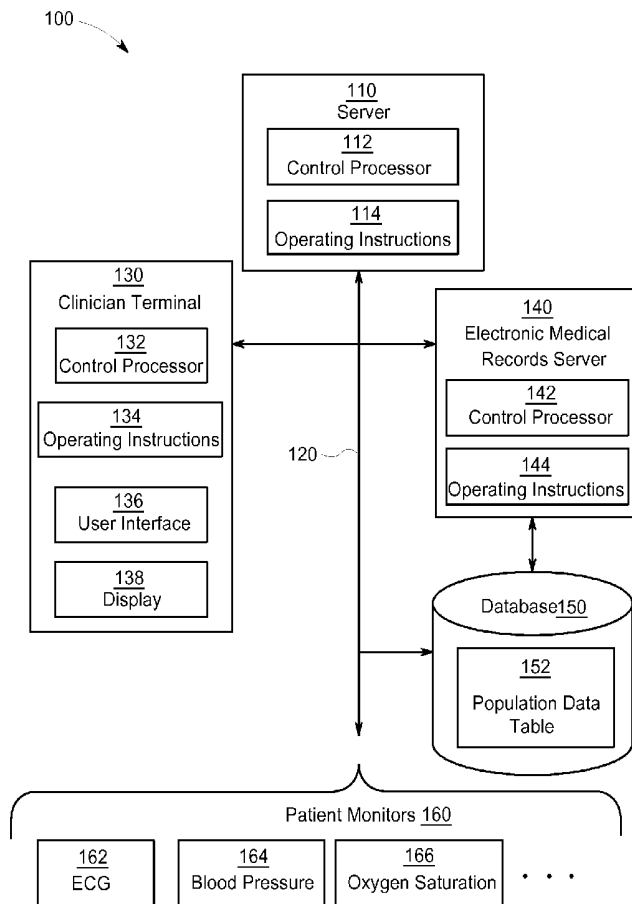 100
110
Server
112
Control Processor
114
Operating Instructions
130
Clinician Terminal
132
Control Processor
134
Operating Instructions
136
User Interface
138
Display
120
140
Electronic Medical
Records Server
142
Control Processor
144
Operating Instructions
Database 150
152
Population Data
Table
Patient Monitors 160
162
ECG
164
Blood Pressure
166
Oxygen Saturation
. . .